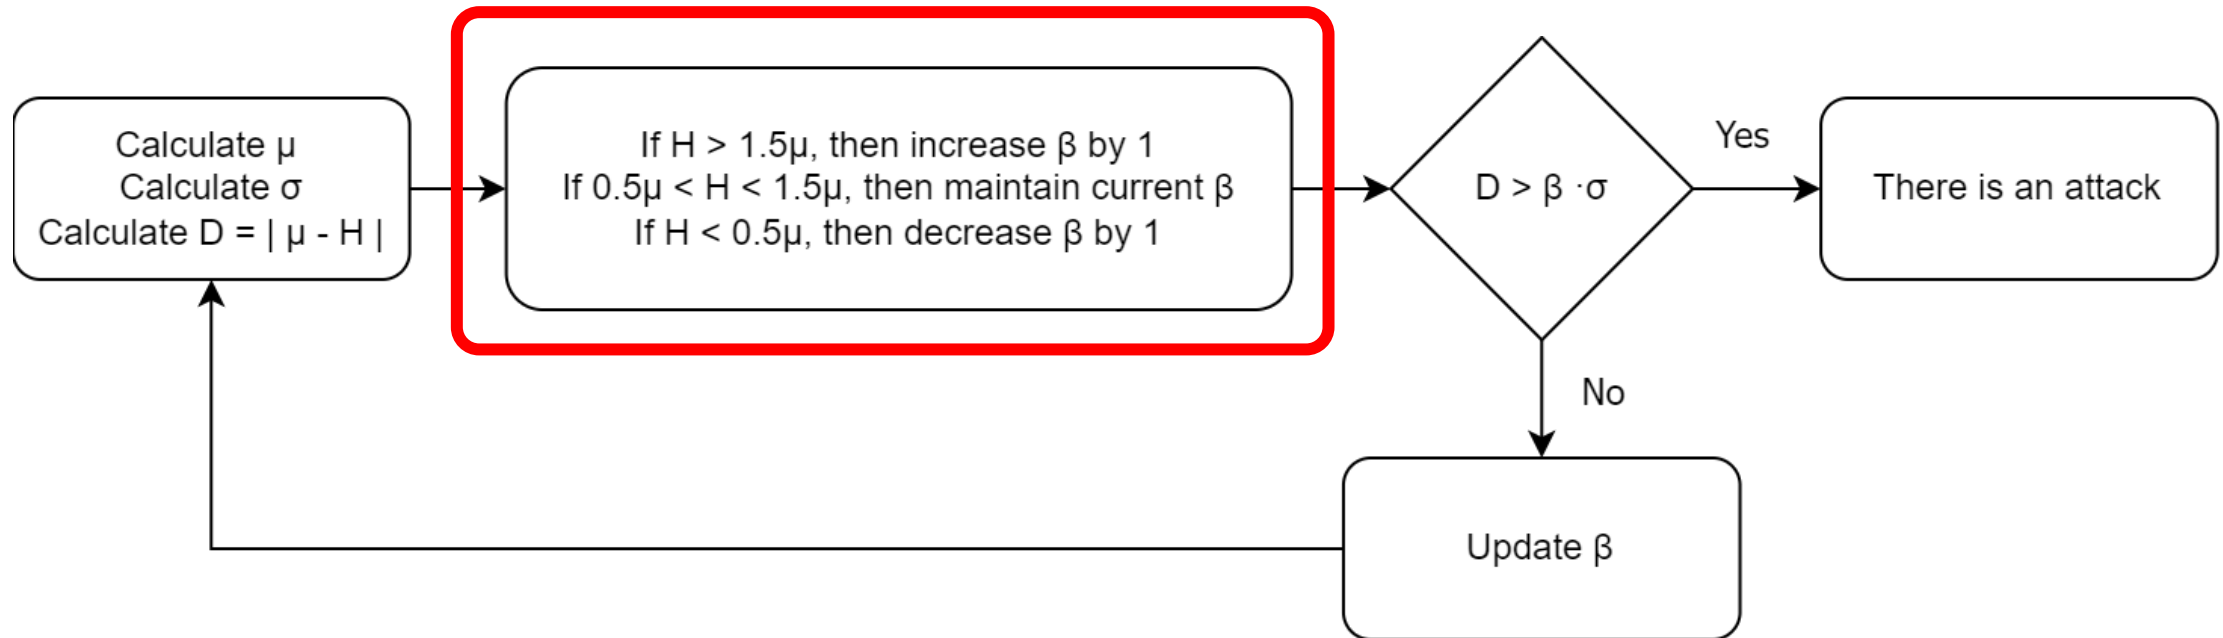 Calculate μ
Calculate σ
Calculate D = | μ - H |
If H > 1.5μ, then increase β by 1
If 0.5μ < H < 1.5μ, then maintain current β
If H < 0.5μ, then decrease β by 1
D > β ·σ
Yes
There is an attack
No
Update β